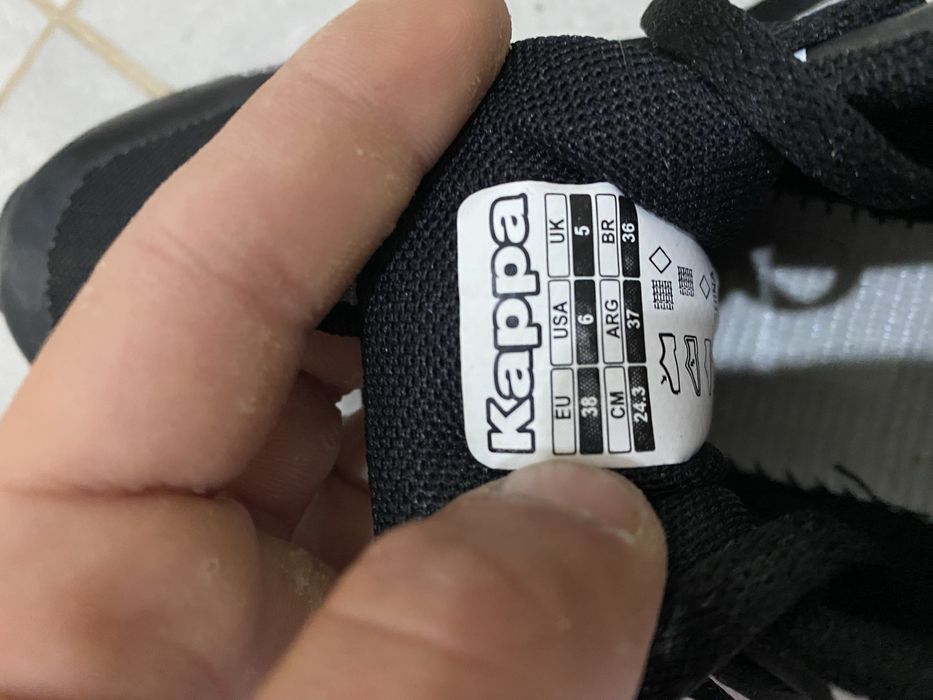 Kappa
EU USA UK
38 6 5
CM ARG BR
24.3 37 36